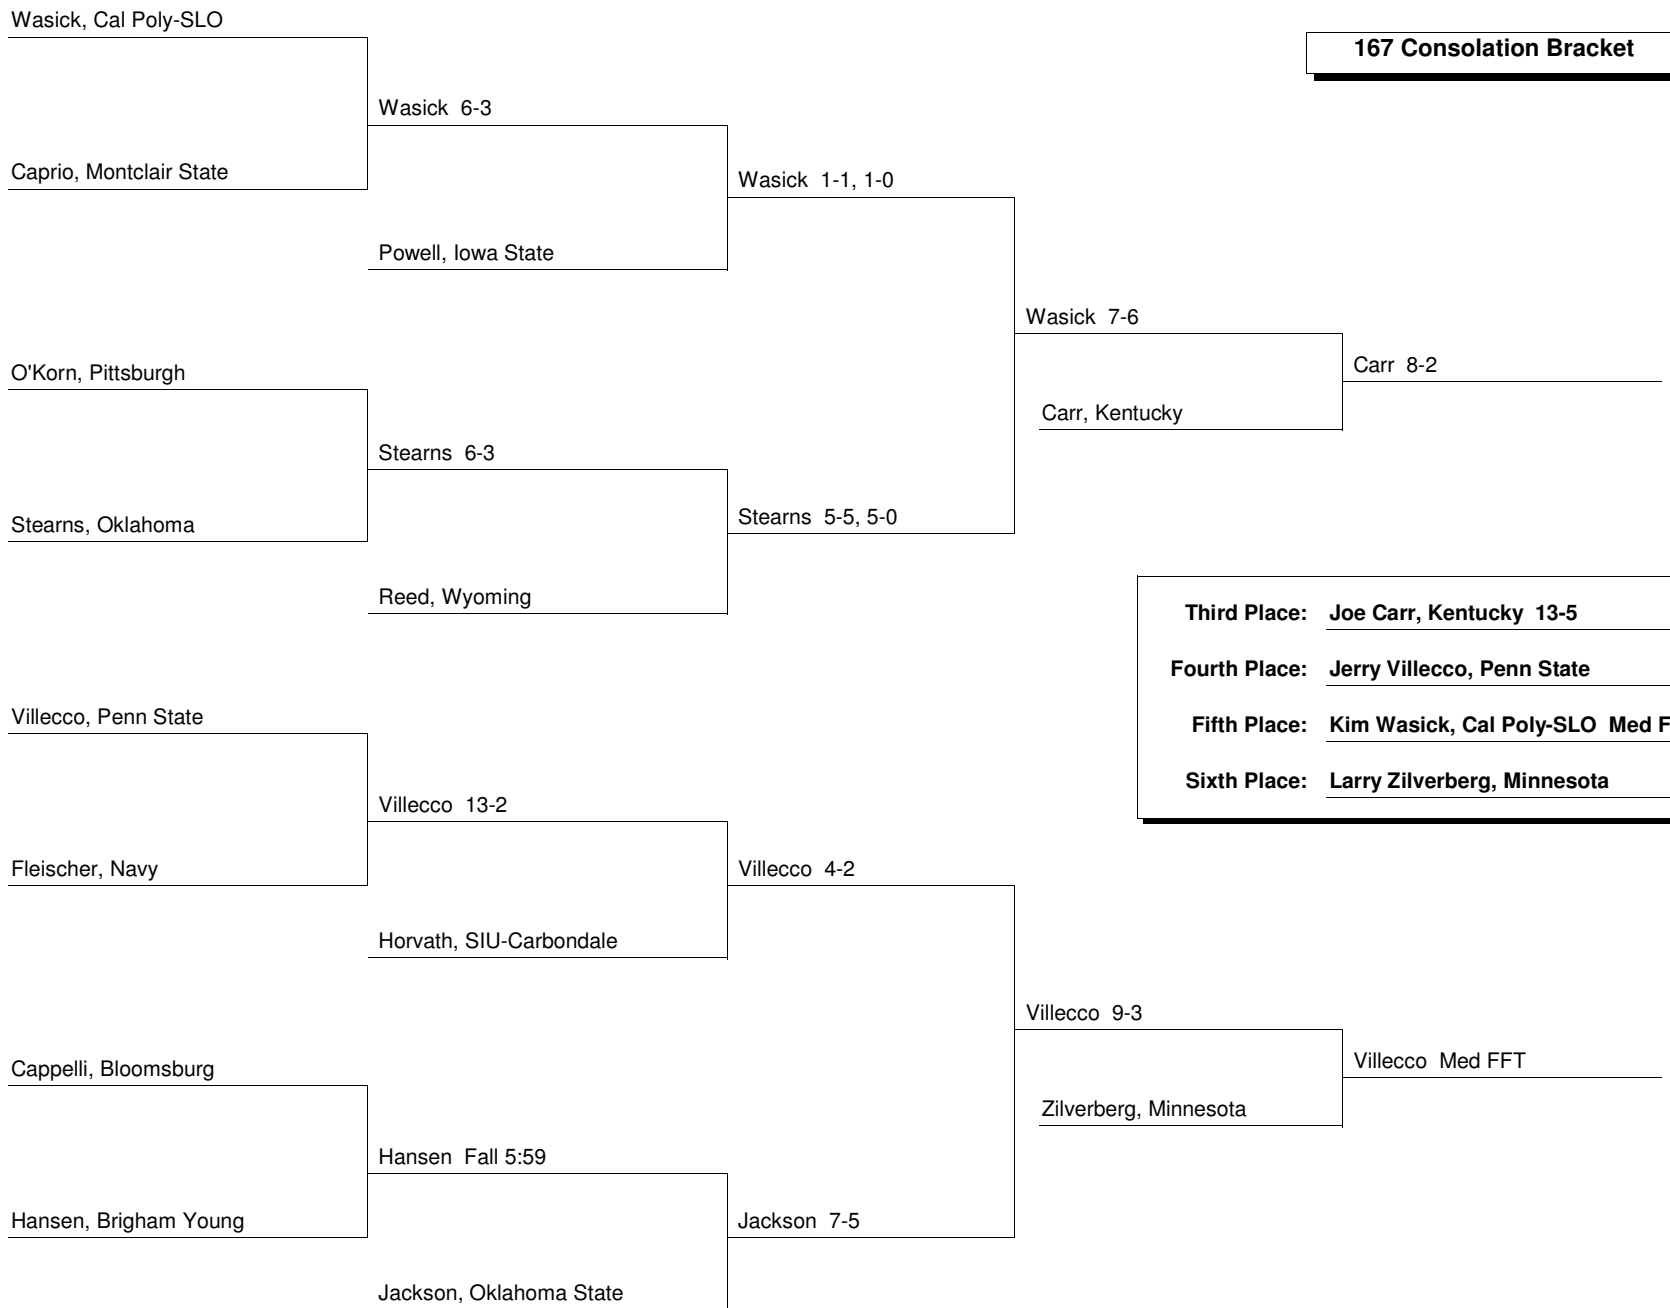 Wasick, Cal Poly-SLO
167 Consolation Bracket
Wasick 6-3
Caprio, Montclair State
Wasick 1-1, 1-0
Powell, Iowa State
Wasick 7-6
O'Korn, Pittsburgh
Carr 8-2
Carr, Kentucky
Stearns 6-3
Stearns, Oklahoma
Stearns 5-5, 5-0
Reed, Wyoming
Third Place: Joe Carr, Kentucky 13-5
Fourth Place: Jerry Villecco, Penn State
Villecco, Penn State
Fifth Place: Kim Wasick, Cal Poly-SLO Med F
Sixth Place: Larry Zilverberg, Minnesota
Villecco 13-2
Fleischer, Navy
Villecco 4-2
Horvath, SIU-Carbondale
Villecco 9-3
Cappelli, Bloomsburg
Villecco Med FFT
Zilverberg, Minnesota
Hansen Fall 5:59
Hansen, Brigham Young
Jackson 7-5
Jackson, Oklahoma State